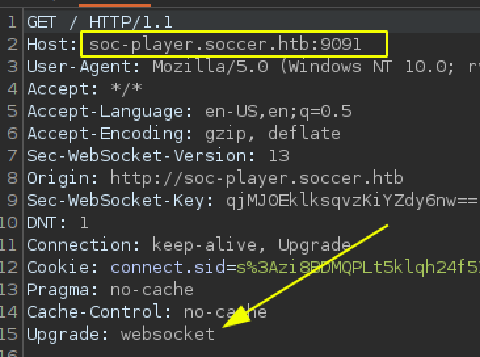 1 GET / HTTP/1.1
2 Host: soc-player.soccer.htb:9091
3 User-Agent: Mozilla/5.0 (Windows NT 10.0;
4 Accept: */*
5 Accept-Language: en-US,en;q=0.5
6 Accept-Encoding: gzip, deflate
7 Sec-WebSocket-Version: 13
8 Origin: http://soc-player.soccer.htb
9 Sec-WebSocket-Key: qjMJ0EklksqvzKiYZdy6nw==
10 DNT: 1
11 Connection: keep-alive, Upgrade
12 Cookie: connect.sid=
13 Pragma: no-cache
14 Cache-Control: no-cache
15 Upgrade: websocket
16